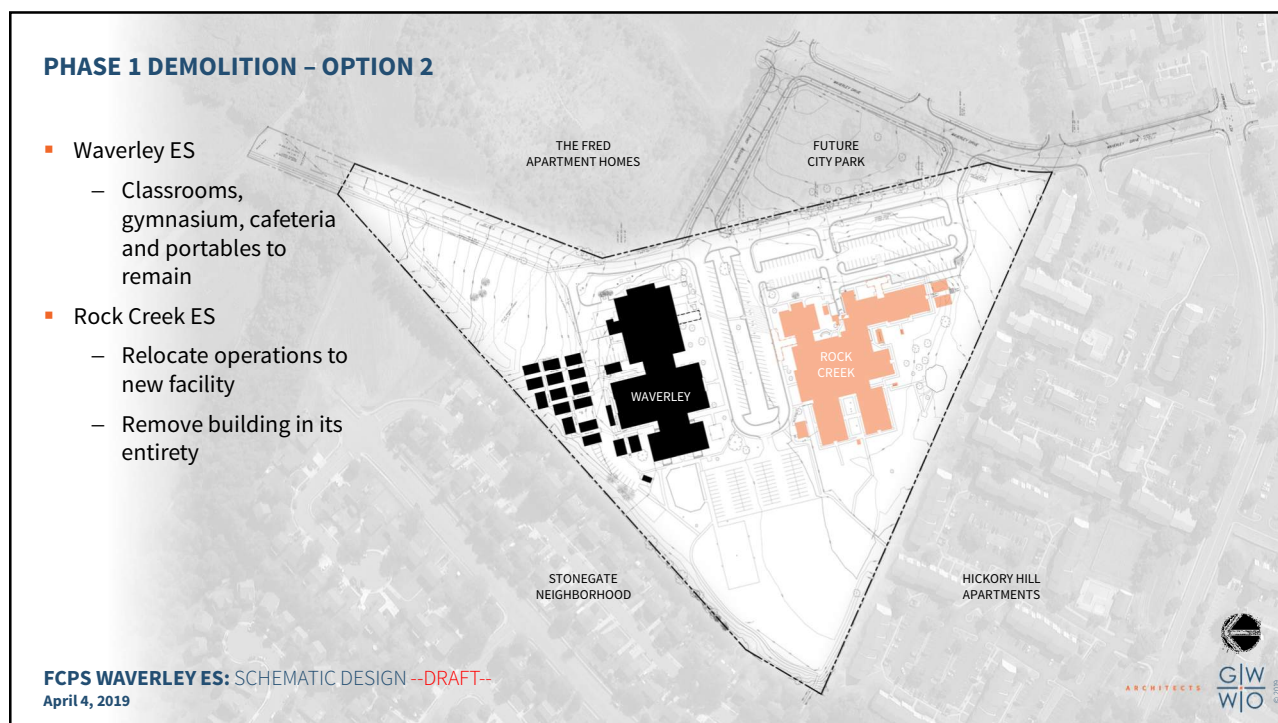 PHASE 1 DEMOLITION – OPTION 2
▪ Waverley ES
– Classrooms,
gymnasium, cafeteria
and portables to
remain
▪ Rock Creek ES
– Relocate operations to
new facility
– Remove building in its
entirety
THE FRED
APARTMENT HOMES
FUTURE
CITY PARK
WAVERLEY
ROCK
CREEK
STONEGATE
NEIGHBORHOOD
HICKORY HILL
APARTMENTS
FCPS WAVERLEY ES: SCHEMATIC DESIGN --DRAFT--
April 4, 2019
ARCHITECTS
G|W
W|O